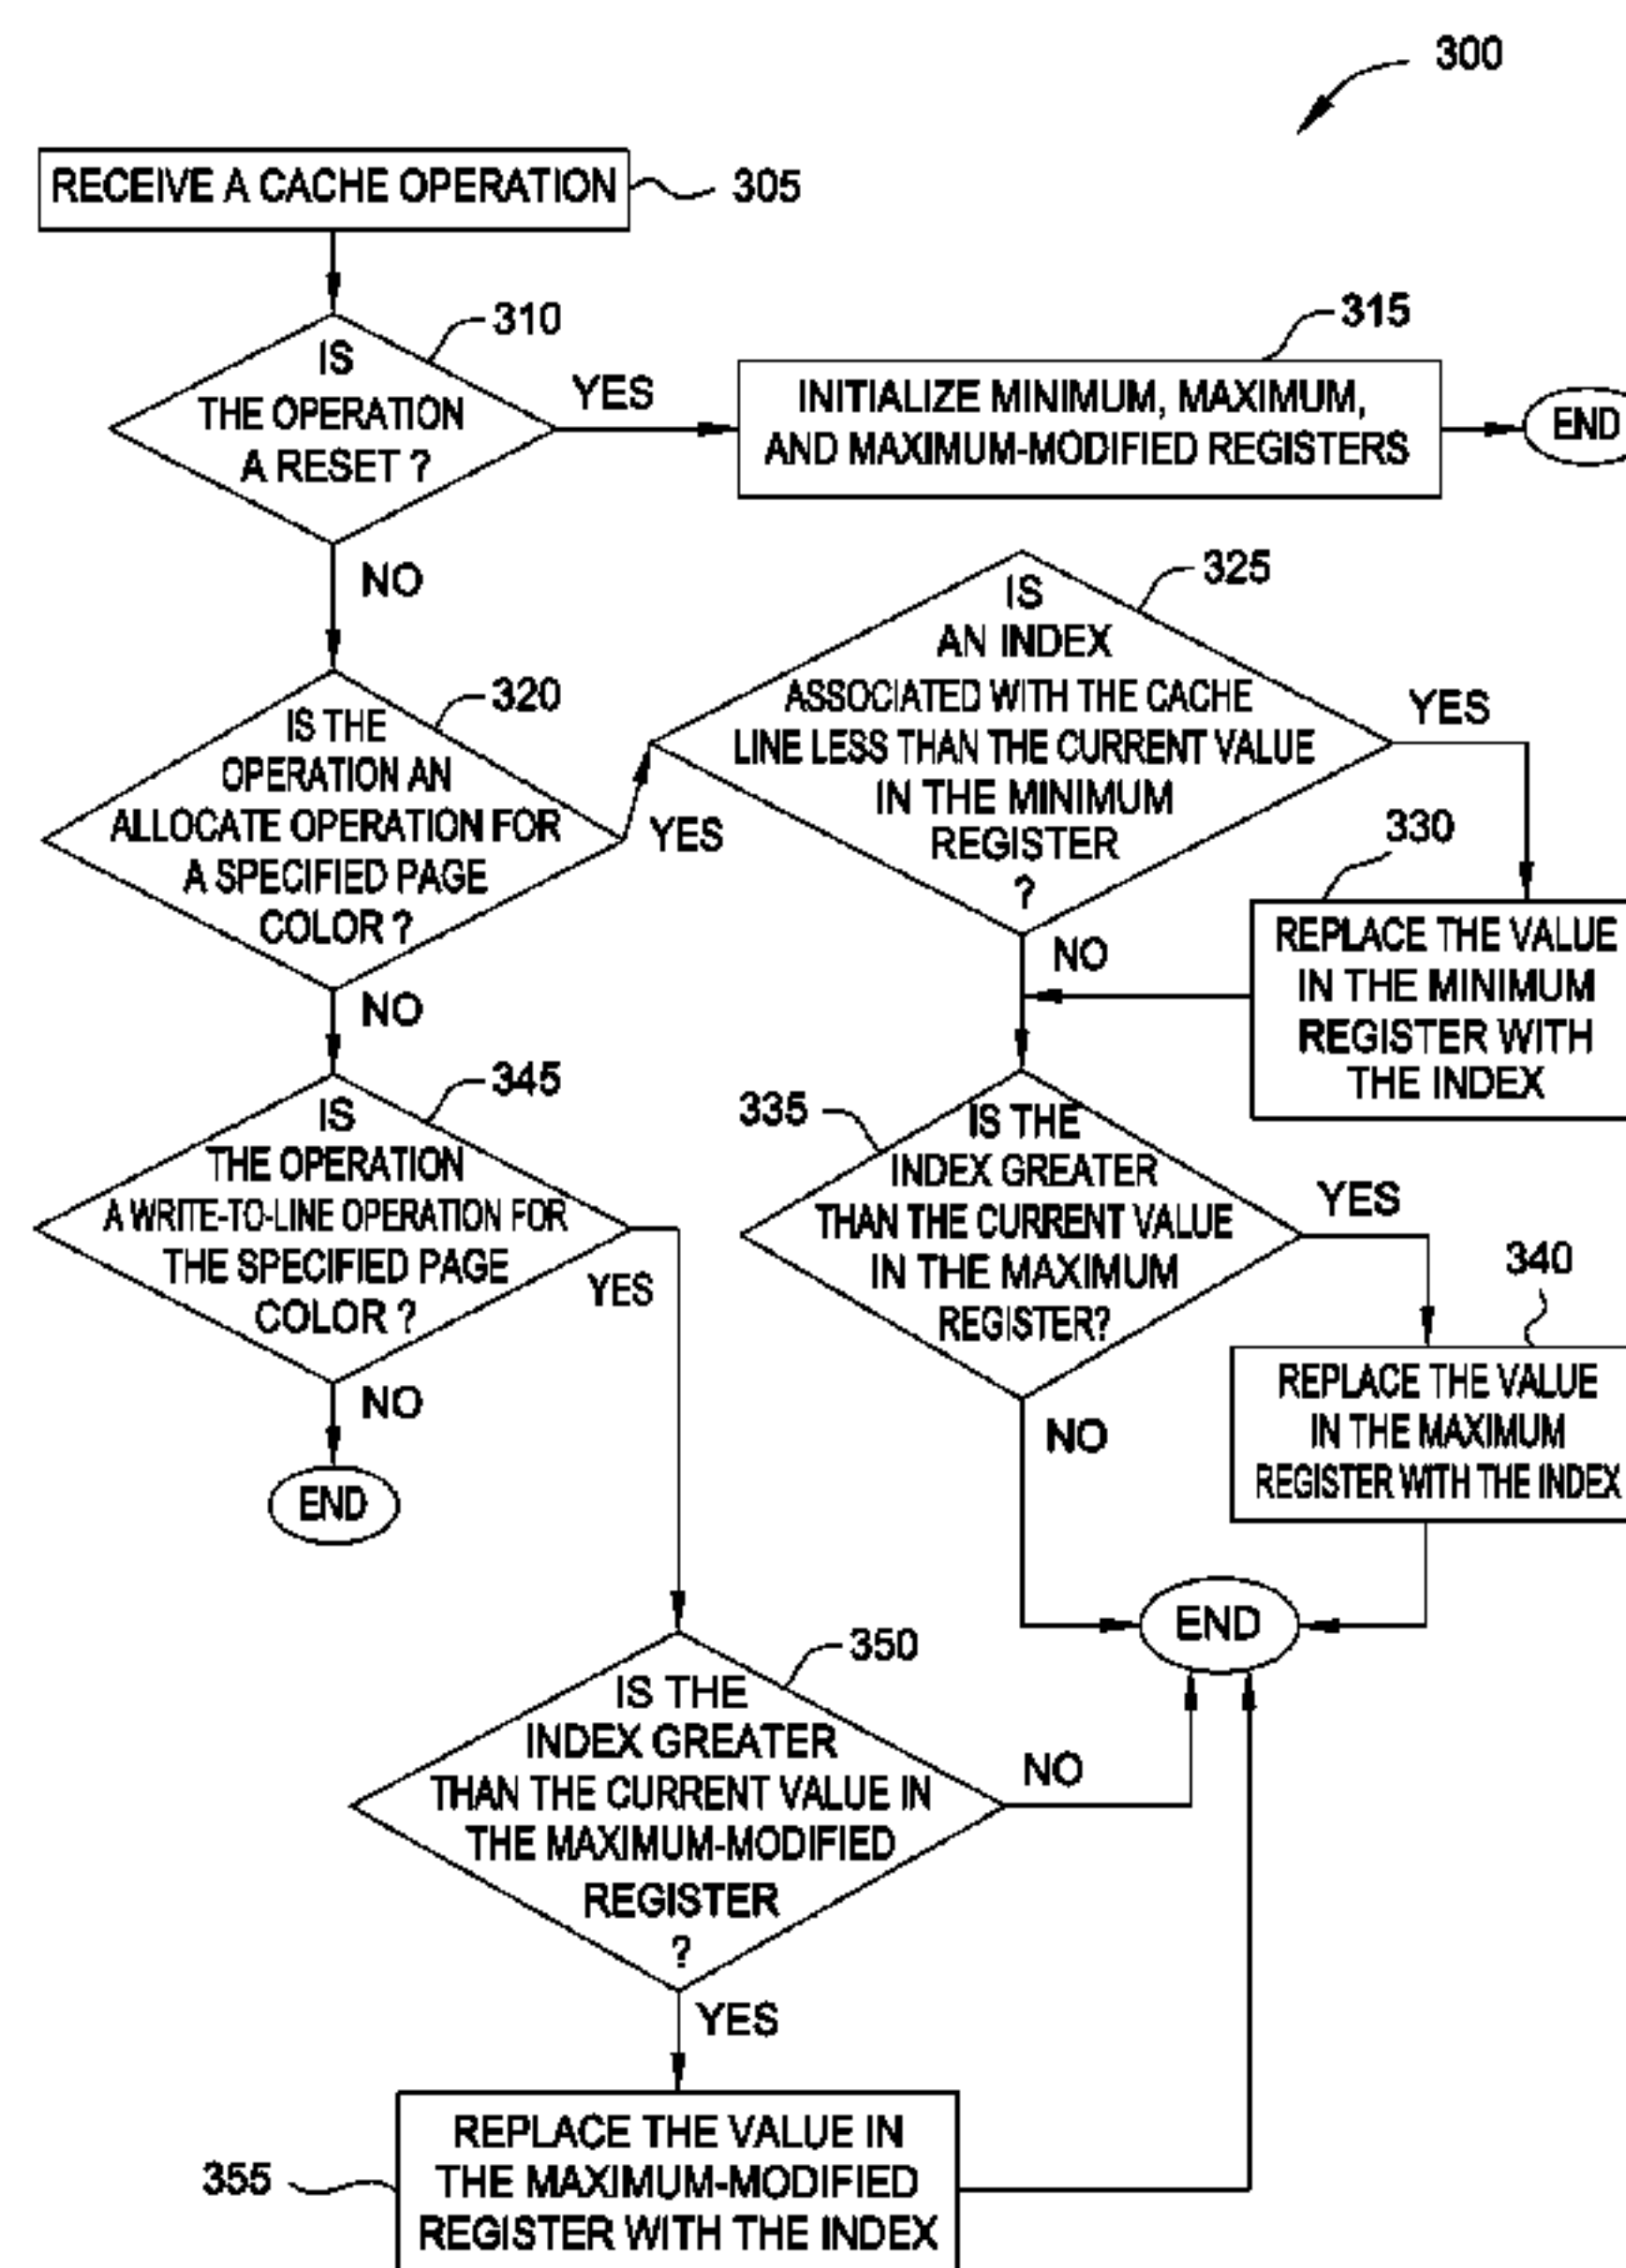 300
RECEIVE A CACHE OPERATION
305
310
IS
THE OPERATION
A RESET ?
YES
NO
315
INITIALIZE MINIMUM, MAXIMUM,
AND MAXIMUM-MODIFIED REGISTERS
END
320
IS THE
OPERATION AN
ALLOCATE OPERATION FOR
A SPECIFIED PAGE
COLOR ?
YES
NO
325
IS
AN INDEX
ASSOCIATED WITH THE CACHE
LINE LESS THAN THE CURRENT VALUE
IN THE MINIMUM
REGISTER
?
YES
NO
330
REPLACE THE VALUE
IN THE MINIMUM
REGISTER WITH
THE INDEX
335
IS THE
INDEX GREATER
THAN THE CURRENT VALUE
IN THE MAXIMUM
REGISTER?
YES
NO
340
REPLACE THE VALUE
IN THE MAXIMUM
REGISTER WITH THE INDEX
345
IS
THE OPERATION
A WRITE-TO-LINE OPERATION FOR
THE SPECIFIED PAGE
COLOR ?
YES
NO
END
END
350
IS THE
INDEX GREATER
THAN THE CURRENT VALUE IN
THE MAXIMUM-MODIFIED
REGISTER
?
NO
YES
355
REPLACE THE VALUE IN
THE MAXIMUM-MODIFIED
REGISTER WITH THE INDEX